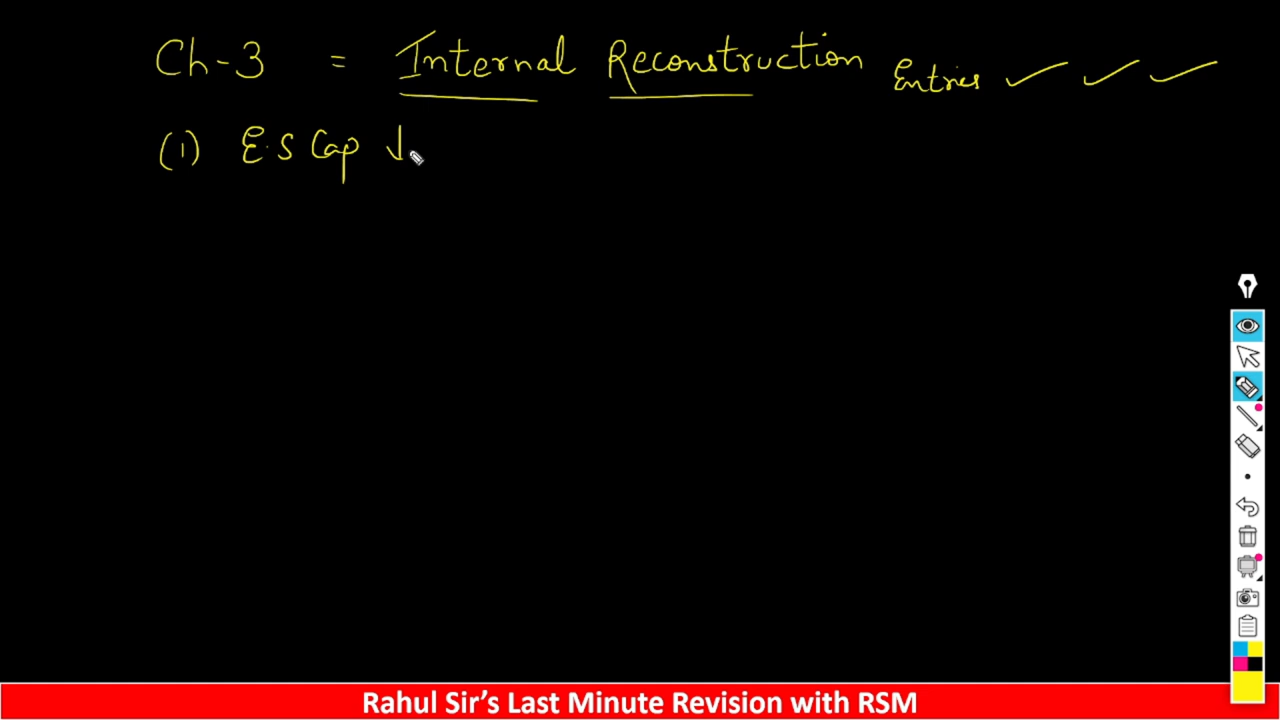 Ch-3 = Internal Reconstruction Entries ✓ ✓ ✓
(1) E.S Cap ↓
Rahul Sir's Last Minute Revision with RSM